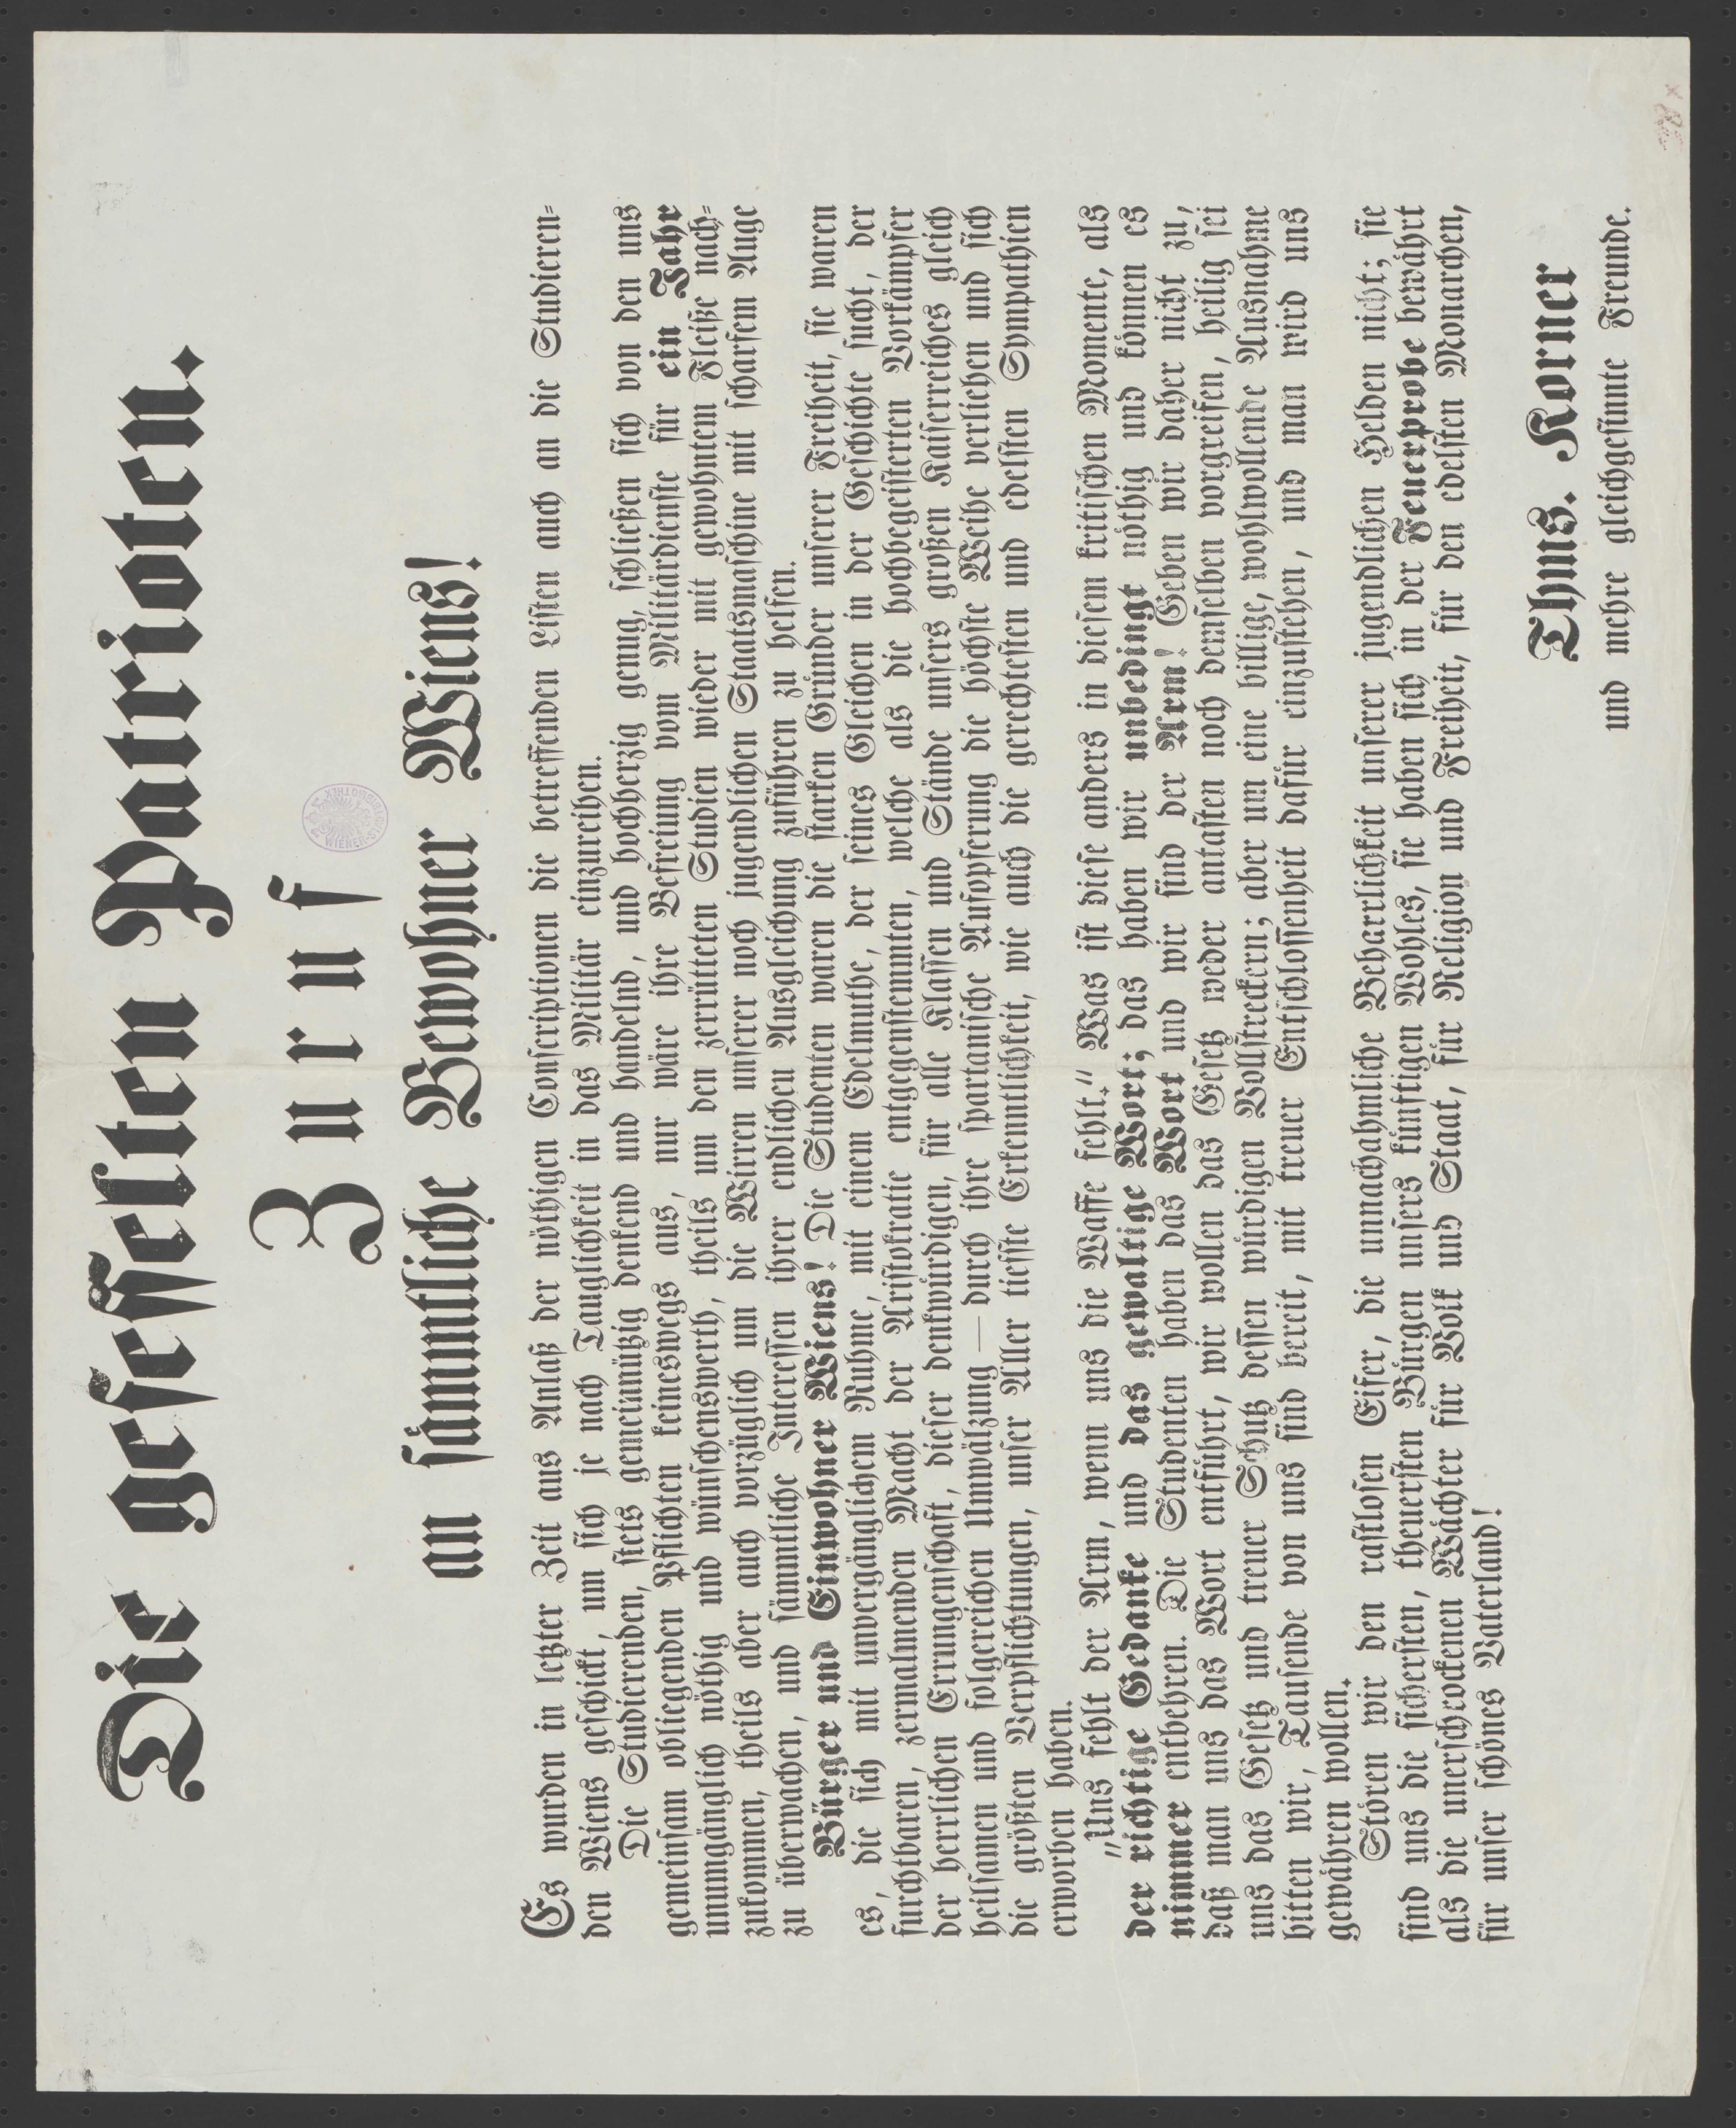 Die gefesselten Patrioten.
Zuruf
an sämmtliche Bewohner Wiens!
Es wurden in letzter Zeit aus Anlaß der nöthigen Conscriptionen die betreffenden Listen auch an die Studieren-
den Wiens geschickt, um sich je nach Tauglichkeit in das Militär einzureihen.
Die Studierenden, stets gemeinnützig denkend und handelnd, und hochherzig genug, schließen sich von den uns
gemeinsam obliegenden Pflichten keineswegs aus, nur wäre ihre Befreiung vom Militärdienste für ein Jahr
unumgänglich nöthig und wünschenswerth, theils um den zerrütteten Studien wieder mit gewohntem Fleiße nach-
zukommen, theils aber auch vorzüglich um die Wirren unserer noch jugendlichen Staatsmaschine mit scharfem Auge
zu überwachen, und sämmtliche Interessen ihrer endlichen Ausgleichung zuführen zu helfen.
Bürger und Einwohner Wiens! Die Studenten waren die starken Gründer unserer Freiheit, sie waren
es, die sich mit unvergänglichem Ruhme, mit einem Edelmuthe, der seines Gleichen in der Geschichte sucht, der
furchtbaren, zermalmenden Macht der Aristokratie entgegenstemmten, welche als die hochbegeisterten Vorkämpfer
der herrlichen Errungenschaft, dieser denkwürdigen, für alle Klassen und Stände unsers großen Kaiserreiches gleich
heilsamen und folgereichen Umwälzung — durch ihre spartanische Aufopferung die höchste Weihe verliehen und sich
die größten Verpflichtungen, unser Aller tiefste Erkenntlichkeit, wie auch die gerechtesten und edelsten Sympathien
erworben haben.
„Uns fehlt der Arm, wenn uns die Waffe fehlt.“ Was ist diese anders in diesem kritischen Momente, als
der richtige Gedanke und das gewaltige Wort; das haben wir unbedingt nöthig und können es
nimmer entbehren. Die Studenten haben das Wort und wir sind der Arm! Geben wir daher nicht zu,
daß man uns das Wort entführt, wir wollen das Gesetz weder antasten noch demselben vorgreifen, heilig sei
uns das Gesetz und treuer Schutz dessen würdigen Vollstreckern; aber um eine billige, wohlwollende Ausnahme
bitten wir, Tausende von uns sind bereit, mit treuer Entschlossenheit dafür einzustehen, und man wird uns
gewähren wollen.
Stören wir den rastlosen Eifer, die unnachahmliche Beharrlichkeit unserer jugendlichen Helden nicht; sie
sind uns die sichersten, theuersten Bürgen unsers künftigen Wohles, sie haben sich in der Feuerprobe bewährt
als die unerschrockenen Wächter für Volk und Staat, für Religion und Freiheit, für den edelsten Monarchen,
für unser schönes Vaterland!
Thms. Korner
und mehre gleichgesinnte Freunde.